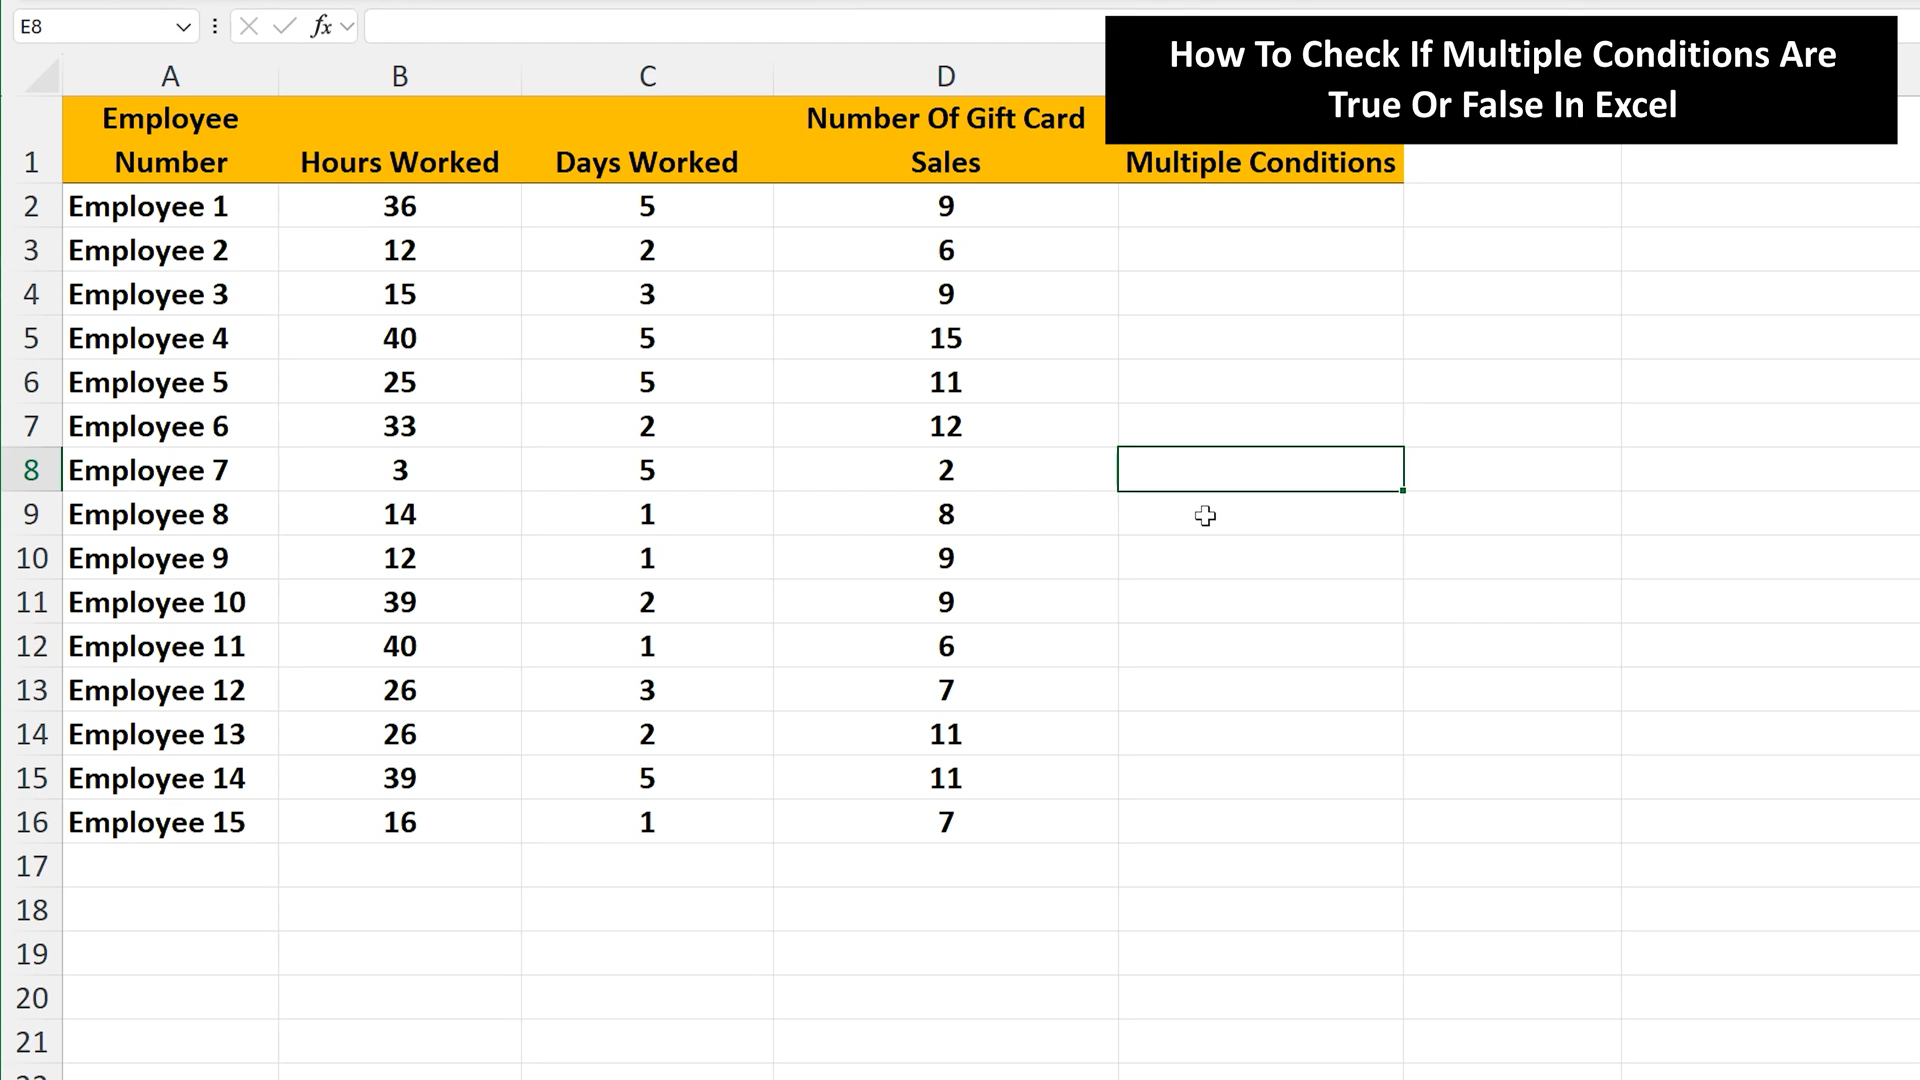 E8
fx
How To Check If Multiple Conditions Are
True Or False In Excel
A B C D
Employee Number Of Gift Card
1 Number Hours Worked Days Worked Sales Multiple Conditions
2 Employee 1 36 5 9
3 Employee 2 12 2 6
4 Employee 3 15 3 9
5 Employee 4 40 5 15
6 Employee 5 25 5 11
7 Employee 6 33 2 12
8 Employee 7 3 5 2
9 Employee 8 14 1 8
10 Employee 9 12 1 9
11 Employee 10 39 2 9
12 Employee 11 40 1 6
13 Employee 12 26 3 7
14 Employee 13 26 2 11
15 Employee 14 39 5 11
16 Employee 15 16 1 7
17
18
19
20
21